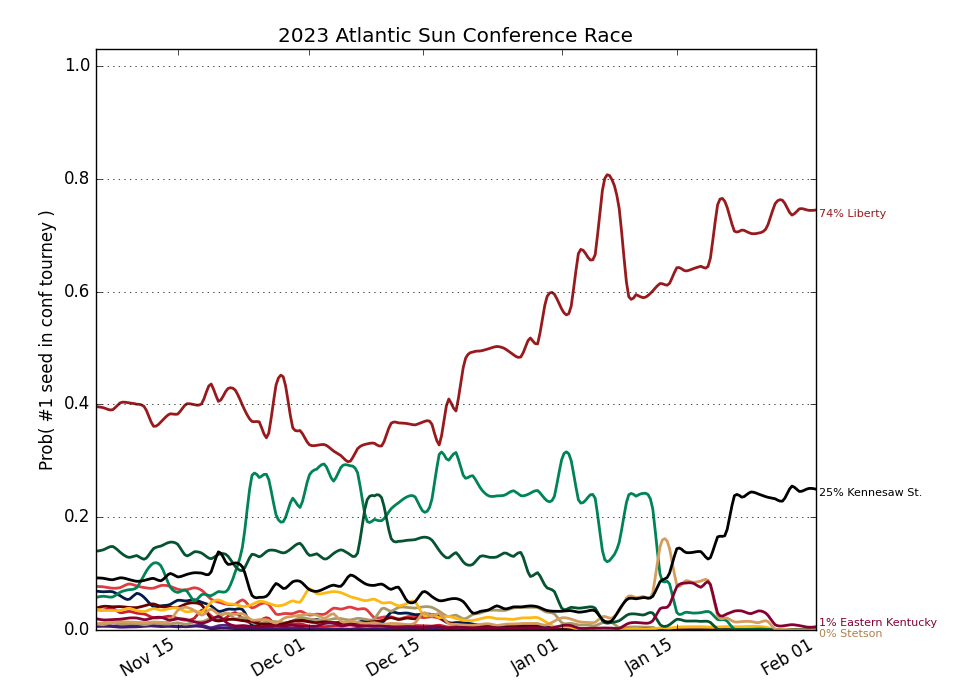 2023 Atlantic Sun Conference Race
Prob( #1 seed in conf tourney )
1.0
0.8
0.6
0.4
0.2
0.0
Nov 15
Dec 01
Dec 15
Jan 01
Jan 15
Feb 01
74% Liberty
25% Kennesaw St.
1% Eastern Kentucky
0% Stetson